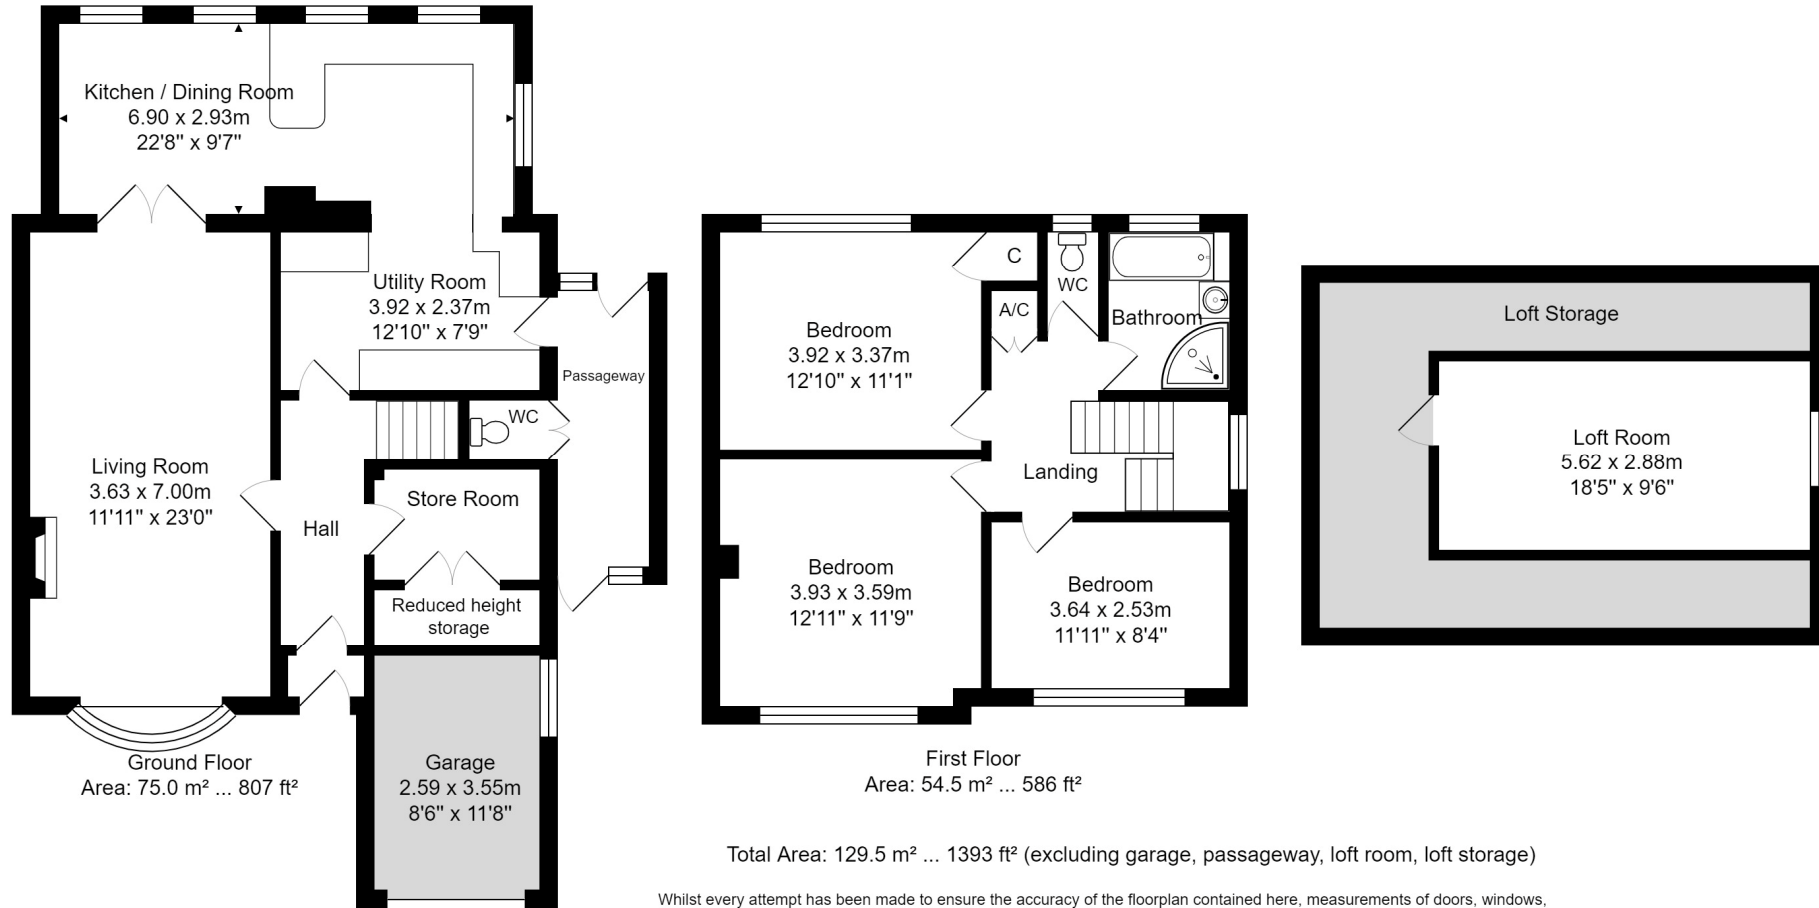 Kitchen / Dining Room
6.90 x 2.93m
22'8" x 9'7"
Utility Room
3.92 x 2.37m
12'10" x 7'9"
Passageway
WC
Living Room
3.63 x 7.00m
11'11" x 23'0"
Hall
Store Room
Reduced height
storage
Garage
2.59 x 3.55m
8'6" x 11'8"
Ground Floor
Area: 75.0 m² ... 807 ft²
Bedroom
3.92 x 3.37m
12'10" x 11'1"
C
A/C
WC
Bathroom
Landing
Bedroom
3.93 x 3.59m
12'11" x 11'9"
Bedroom
3.64 x 2.53m
11'11" x 8'4"
First Floor
Area: 54.5 m² ... 586 ft²
Loft Storage
Loft Room
5.62 x 2.88m
18'5" x 9'6"
Total Area: 129.5 m² ... 1393 ft² (excluding garage, passageway, loft room, loft storage)
Whilst every attempt has been made to ensure the accuracy of the floorplan contained here, measurements of doors, windows,